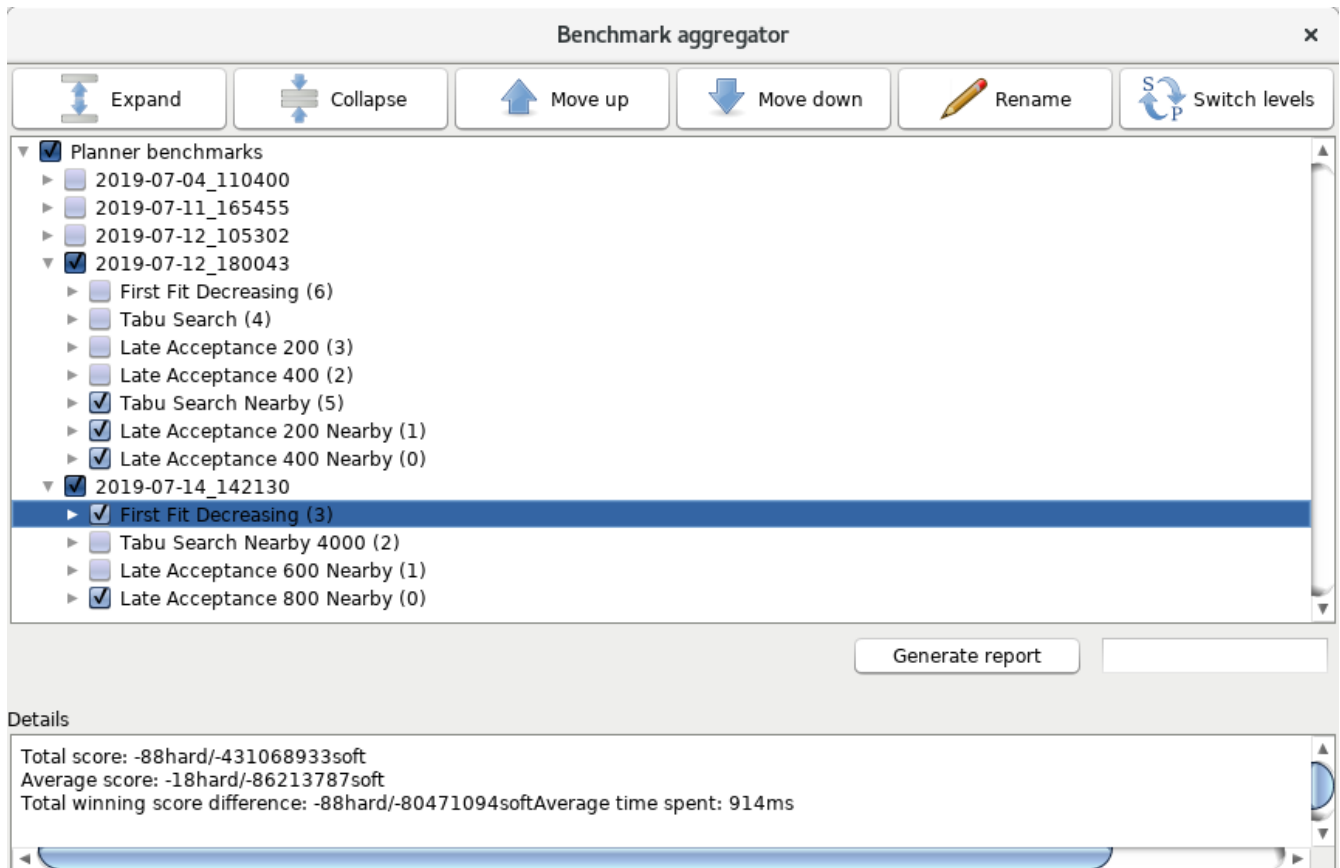 Benchmark aggregator
Expand
Collapse
Move up
Move down
Rename
S P Switch levels
Planner benchmarks
2019-07-04_110400
2019-07-11_165455
2019-07-12_105302
2019-07-12_180043
First Fit Decreasing (6)
Tabu Search (4)
Late Acceptance 200 (3)
Late Acceptance 400 (2)
Tabu Search Nearby (5)
Late Acceptance 200 Nearby (1)
Late Acceptance 400 Nearby (0)
2019-07-14_142130
First Fit Decreasing (3)
Tabu Search Nearby 4000 (2)
Late Acceptance 600 Nearby (1)
Late Acceptance 800 Nearby (0)
Generate report
Details
Total score: -88hard/-431068933soft
Average score: -18hard/-86213787soft
Total winning score difference: -88hard/-80471094softAverage time spent: 914ms